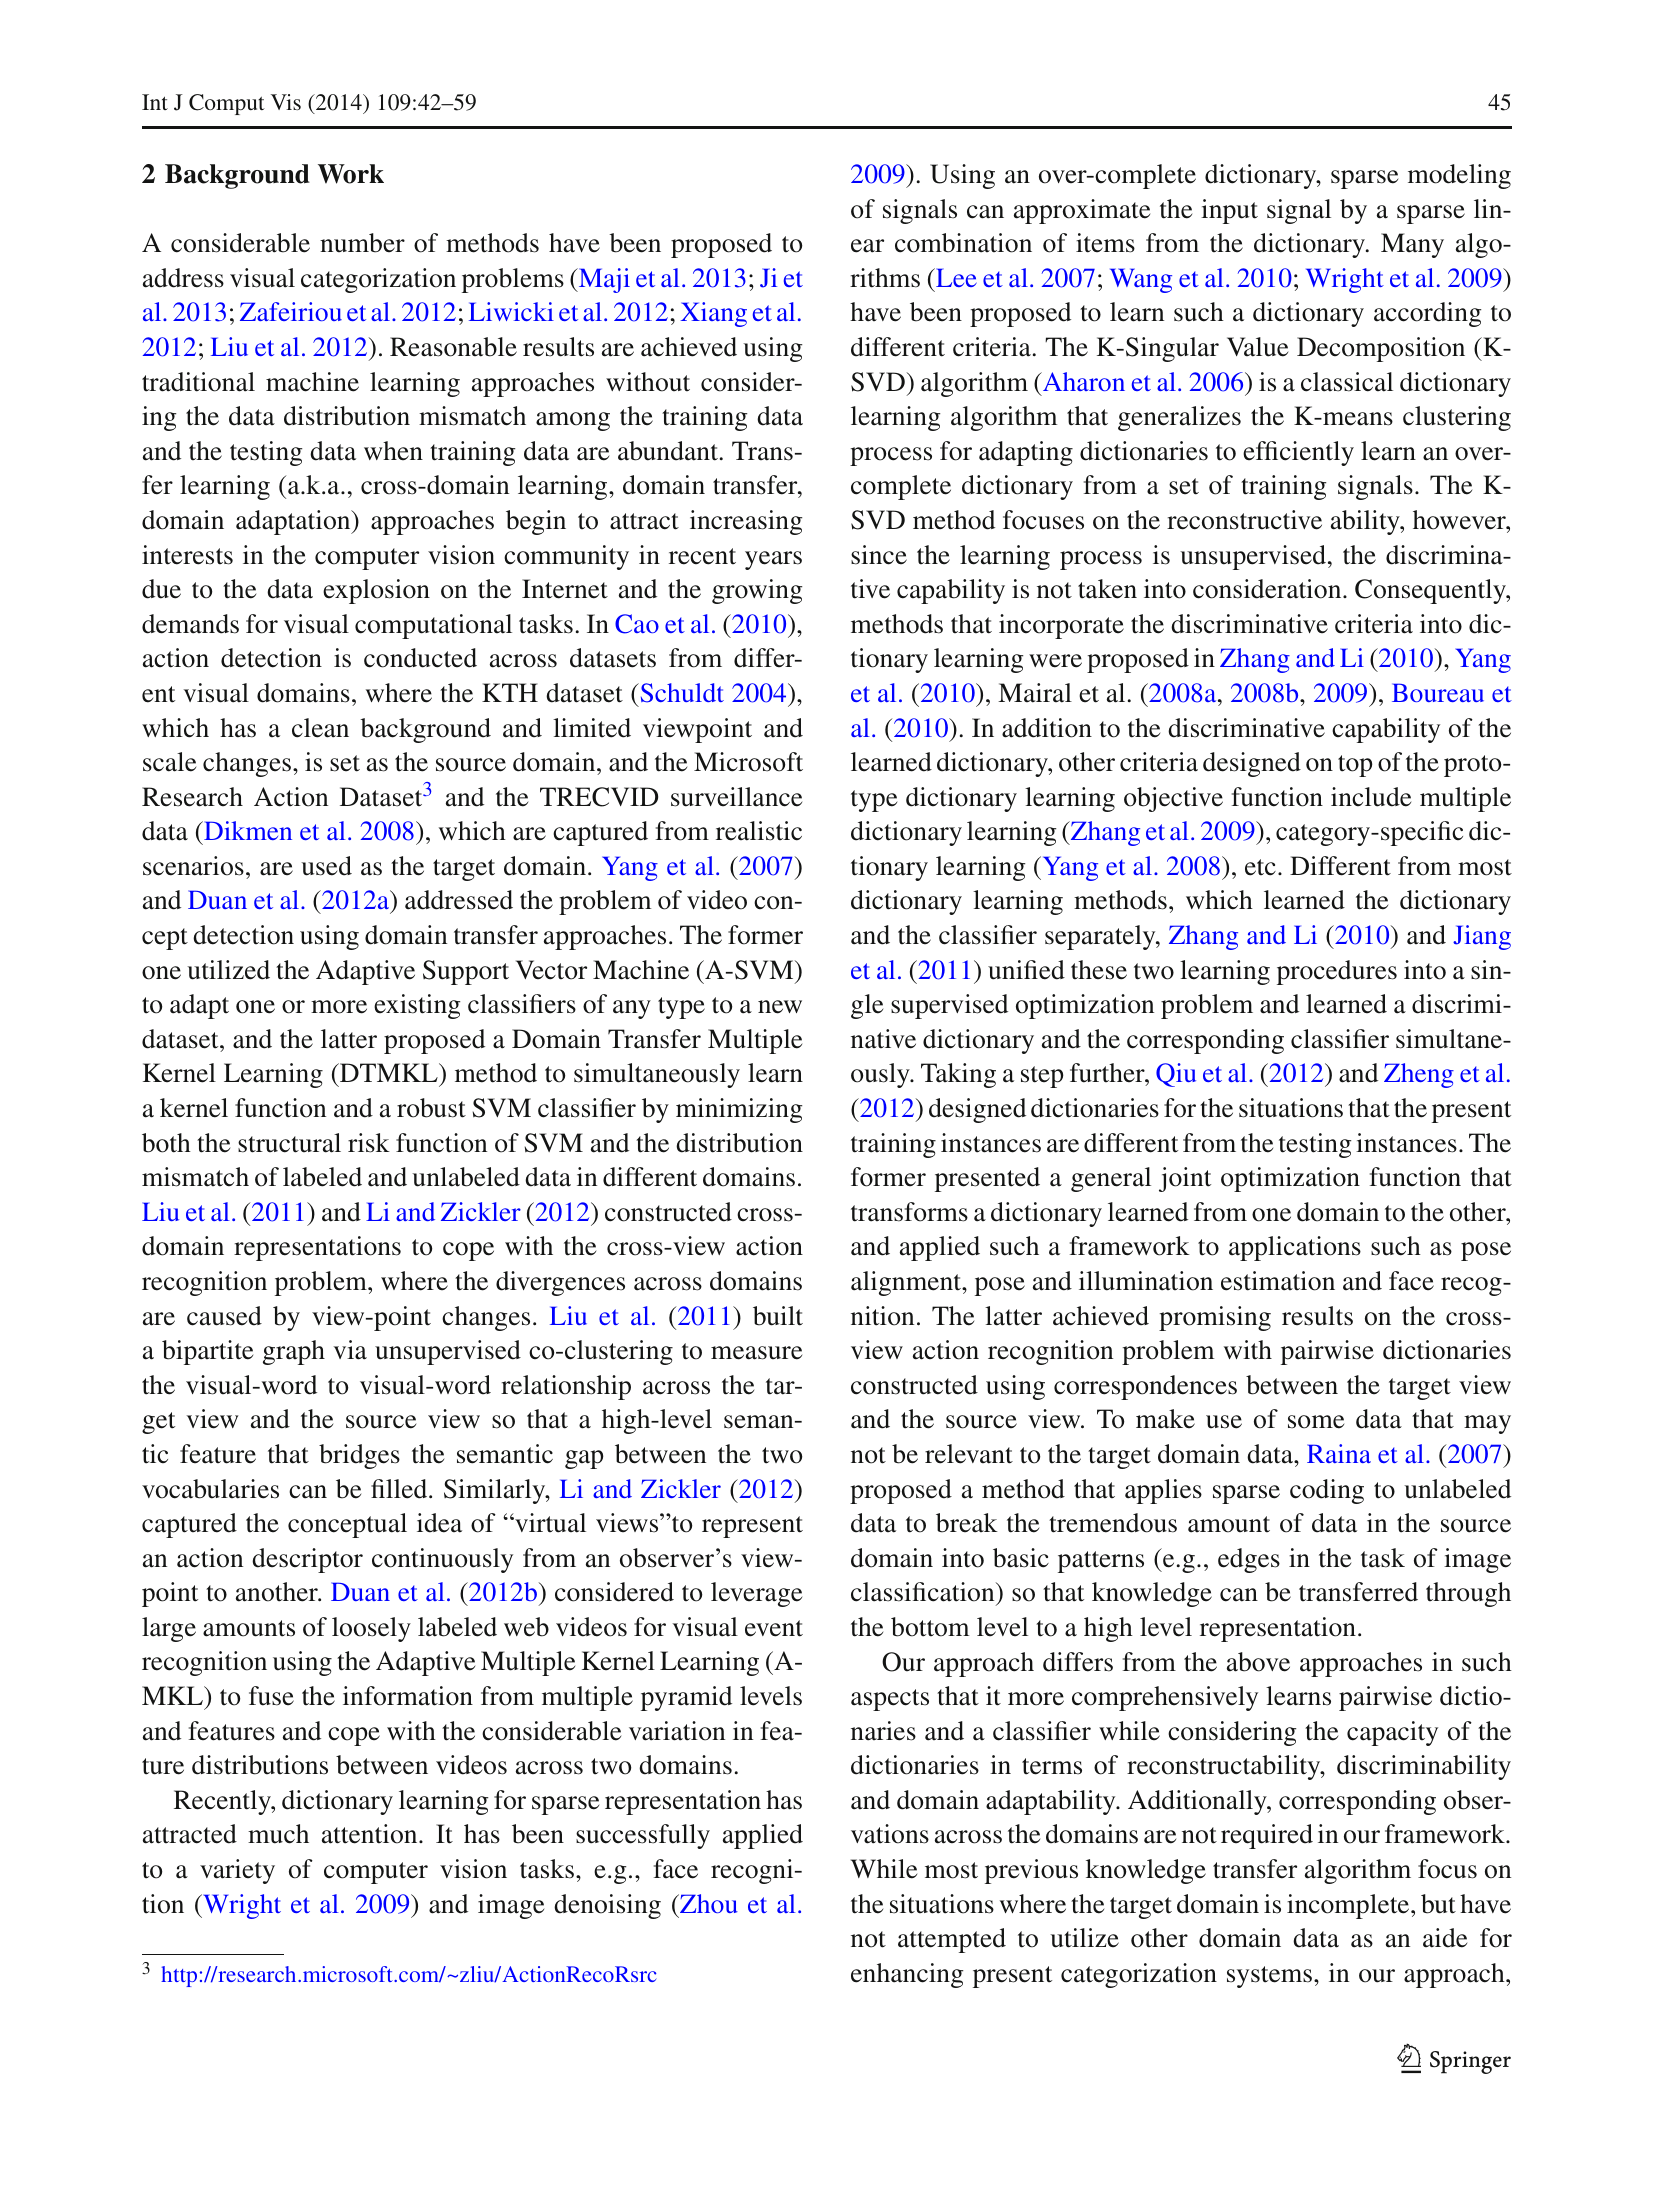 Int J Comput Vis (2014) 109:42–59
45
2 Background Work
A considerable number of methods have been proposed to
address visual categorization problems (Maji et al. 2013; Ji et
al. 2013; Zafeiriou et al. 2012; Liwicki et al. 2012; Xiang et al.
2012; Liu et al. 2012). Reasonable results are achieved using
traditional machine learning approaches without consider-
ing the data distribution mismatch among the training data
and the testing data when training data are abundant. Trans-
fer learning (a.k.a., cross-domain learning, domain transfer,
domain adaptation) approaches begin to attract increasing
interests in the computer vision community in recent years
due to the data explosion on the Internet and the growing
demands for visual computational tasks. In Cao et al. (2010),
action detection is conducted across datasets from differ-
ent visual domains, where the KTH dataset (Schuldt 2004),
which has a clean background and limited viewpoint and
scale changes, is set as the source domain, and the Microsoft
Research Action Dataset3 and the TRECVID surveillance
data (Dikmen et al. 2008), which are captured from realistic
scenarios, are used as the target domain. Yang et al. (2007)
and Duan et al. (2012a) addressed the problem of video con-
cept detection using domain transfer approaches. The former
one utilized the Adaptive Support Vector Machine (A-SVM)
to adapt one or more existing classifiers of any type to a new
dataset, and the latter proposed a Domain Transfer Multiple
Kernel Learning (DTMKL) method to simultaneously learn
a kernel function and a robust SVM classifier by minimizing
both the structural risk function of SVM and the distribution
mismatch of labeled and unlabeled data in different domains.
Liu et al. (2011) and Li and Zickler (2012) constructed cross-
domain representations to cope with the cross-view action
recognition problem, where the divergences across domains
are caused by view-point changes. Liu et al. (2011) built
a bipartite graph via unsupervised co-clustering to measure
the visual-word to visual-word relationship across the tar-
get view and the source view so that a high-level seman-
tic feature that bridges the semantic gap between the two
vocabularies can be filled. Similarly, Li and Zickler (2012)
captured the conceptual idea of “virtual views”to represent
an action descriptor continuously from an observer’s view-
point to another. Duan et al. (2012b) considered to leverage
large amounts of loosely labeled web videos for visual event
recognition using the Adaptive Multiple Kernel Learning (A-
MKL) to fuse the information from multiple pyramid levels
and features and cope with the considerable variation in fea-
ture distributions between videos across two domains.
Recently, dictionary learning for sparse representation has
attracted much attention. It has been successfully applied
to a variety of computer vision tasks, e.g., face recogni-
tion (Wright et al. 2009) and image denoising (Zhou et al.
3 http://research.microsoft.com/~zliu/ActionRecoRsrc
2009). Using an over-complete dictionary, sparse modeling
of signals can approximate the input signal by a sparse lin-
ear combination of items from the dictionary. Many algo-
rithms (Lee et al. 2007; Wang et al. 2010; Wright et al. 2009)
have been proposed to learn such a dictionary according to
different criteria. The K-Singular Value Decomposition (K-
SVD) algorithm (Aharon et al. 2006) is a classical dictionary
learning algorithm that generalizes the K-means clustering
process for adapting dictionaries to efficiently learn an over-
complete dictionary from a set of training signals. The K-
SVD method focuses on the reconstructive ability, however,
since the learning process is unsupervised, the discrimina-
tive capability is not taken into consideration. Consequently,
methods that incorporate the discriminative criteria into dic-
tionary learning were proposed in Zhang and Li (2010), Yang
et al. (2010), Mairal et al. (2008a, 2008b, 2009), Boureau et
al. (2010). In addition to the discriminative capability of the
learned dictionary, other criteria designed on top of the proto-
type dictionary learning objective function include multiple
dictionary learning (Zhang et al. 2009), category-specific dic-
tionary learning (Yang et al. 2008), etc. Different from most
dictionary learning methods, which learned the dictionary
and the classifier separately, Zhang and Li (2010) and Jiang
et al. (2011) unified these two learning procedures into a sin-
gle supervised optimization problem and learned a discrimi-
native dictionary and the corresponding classifier simultane-
ously. Taking a step further, Qiu et al. (2012) and Zheng et al.
(2012) designed dictionaries for the situations that the present
training instances are different from the testing instances. The
former presented a general joint optimization function that
transforms a dictionary learned from one domain to the other,
and applied such a framework to applications such as pose
alignment, pose and illumination estimation and face recog-
nition. The latter achieved promising results on the cross-
view action recognition problem with pairwise dictionaries
constructed using correspondences between the target view
and the source view. To make use of some data that may
not be relevant to the target domain data, Raina et al. (2007)
proposed a method that applies sparse coding to unlabeled
data to break the tremendous amount of data in the source
domain into basic patterns (e.g., edges in the task of image
classification) so that knowledge can be transferred through
the bottom level to a high level representation.
Our approach differs from the above approaches in such
aspects that it more comprehensively learns pairwise dictio-
naries and a classifier while considering the capacity of the
dictionaries in terms of reconstructability, discriminability
and domain adaptability. Additionally, corresponding obser-
vations across the domains are not required in our framework.
While most previous knowledge transfer algorithm focus on
the situations where the target domain is incomplete, but have
not attempted to utilize other domain data as an aide for
enhancing present categorization systems, in our approach,
Springer